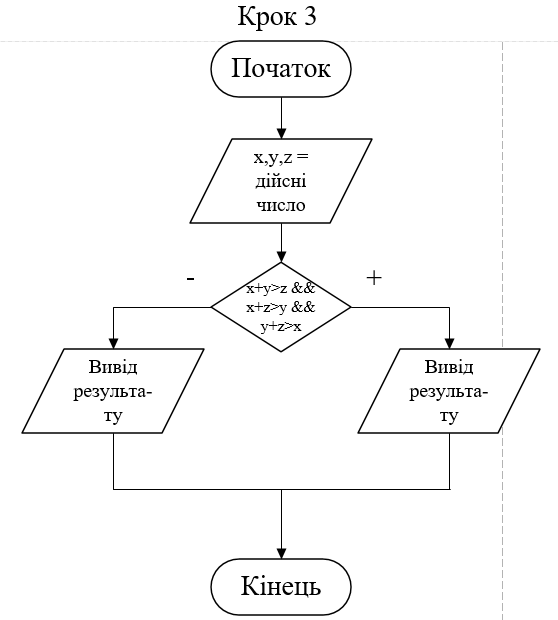 Крок 3
Початок
x,y,z =
дійсні
число
-
+
x+y>z &&
x+z>y &&
y+z>x
Вивід
результа-
ту
Вивід
результа-
ту
Кінець